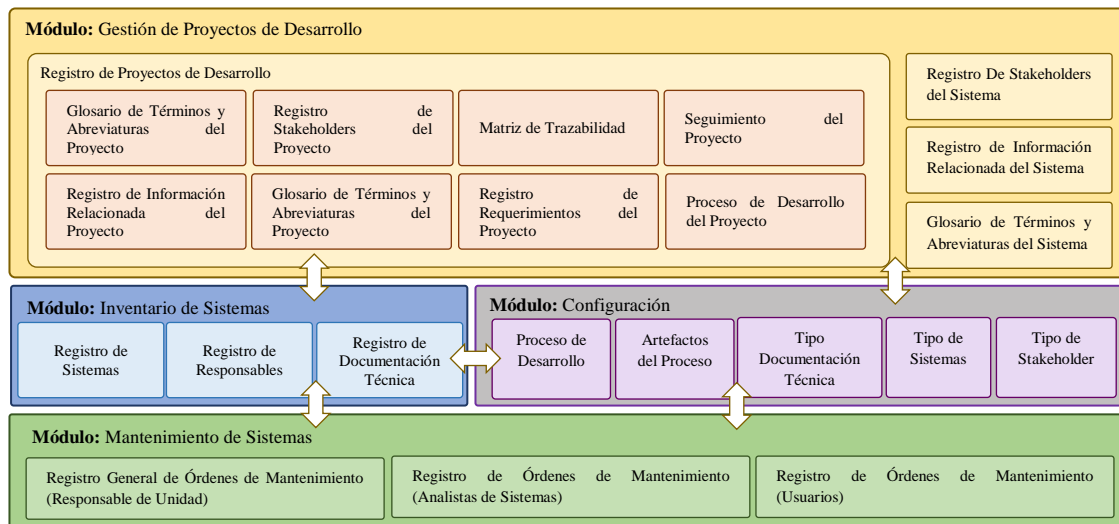 Módulo: Gestión de Proyectos de Desarrollo
Registro de Proyectos de Desarrollo
Glosario de Términos y
Abreviaturas del
Proyecto
Registro de
Stakeholders del
Proyecto
Matriz de Trazabilidad
Seguimiento del
Proyecto
Registro de Información
Relacionada del
Proyecto
Glosario de Términos y
Abreviaturas del
Proyecto
Registro de
Requerimientos del
Proyecto
Proceso de Desarrollo
del Proyecto
Registro De Stakeholders
del Sistema
Registro de Información
Relacionada del Sistema
Glosario de Términos y
Abreviaturas del Sistema
Módulo: Inventario de Sistemas
Registro de
Sistemas
Registro de
Responsables
Registro de
Documentación
Técnica
Módulo: Configuración
Proceso de
Desarrollo
Artefactos
del Proceso
Tipo
Documentación
Técnica
Tipo de
Sistemas
Tipo de
Stakeholder
Módulo: Mantenimiento de Sistemas
Registro General de Órdenes de Mantenimiento
(Responsable de Unidad)
Registro de Órdenes de Mantenimiento
(Analistas de Sistemas)
Registro de Órdenes de Mantenimiento
(Usuarios)